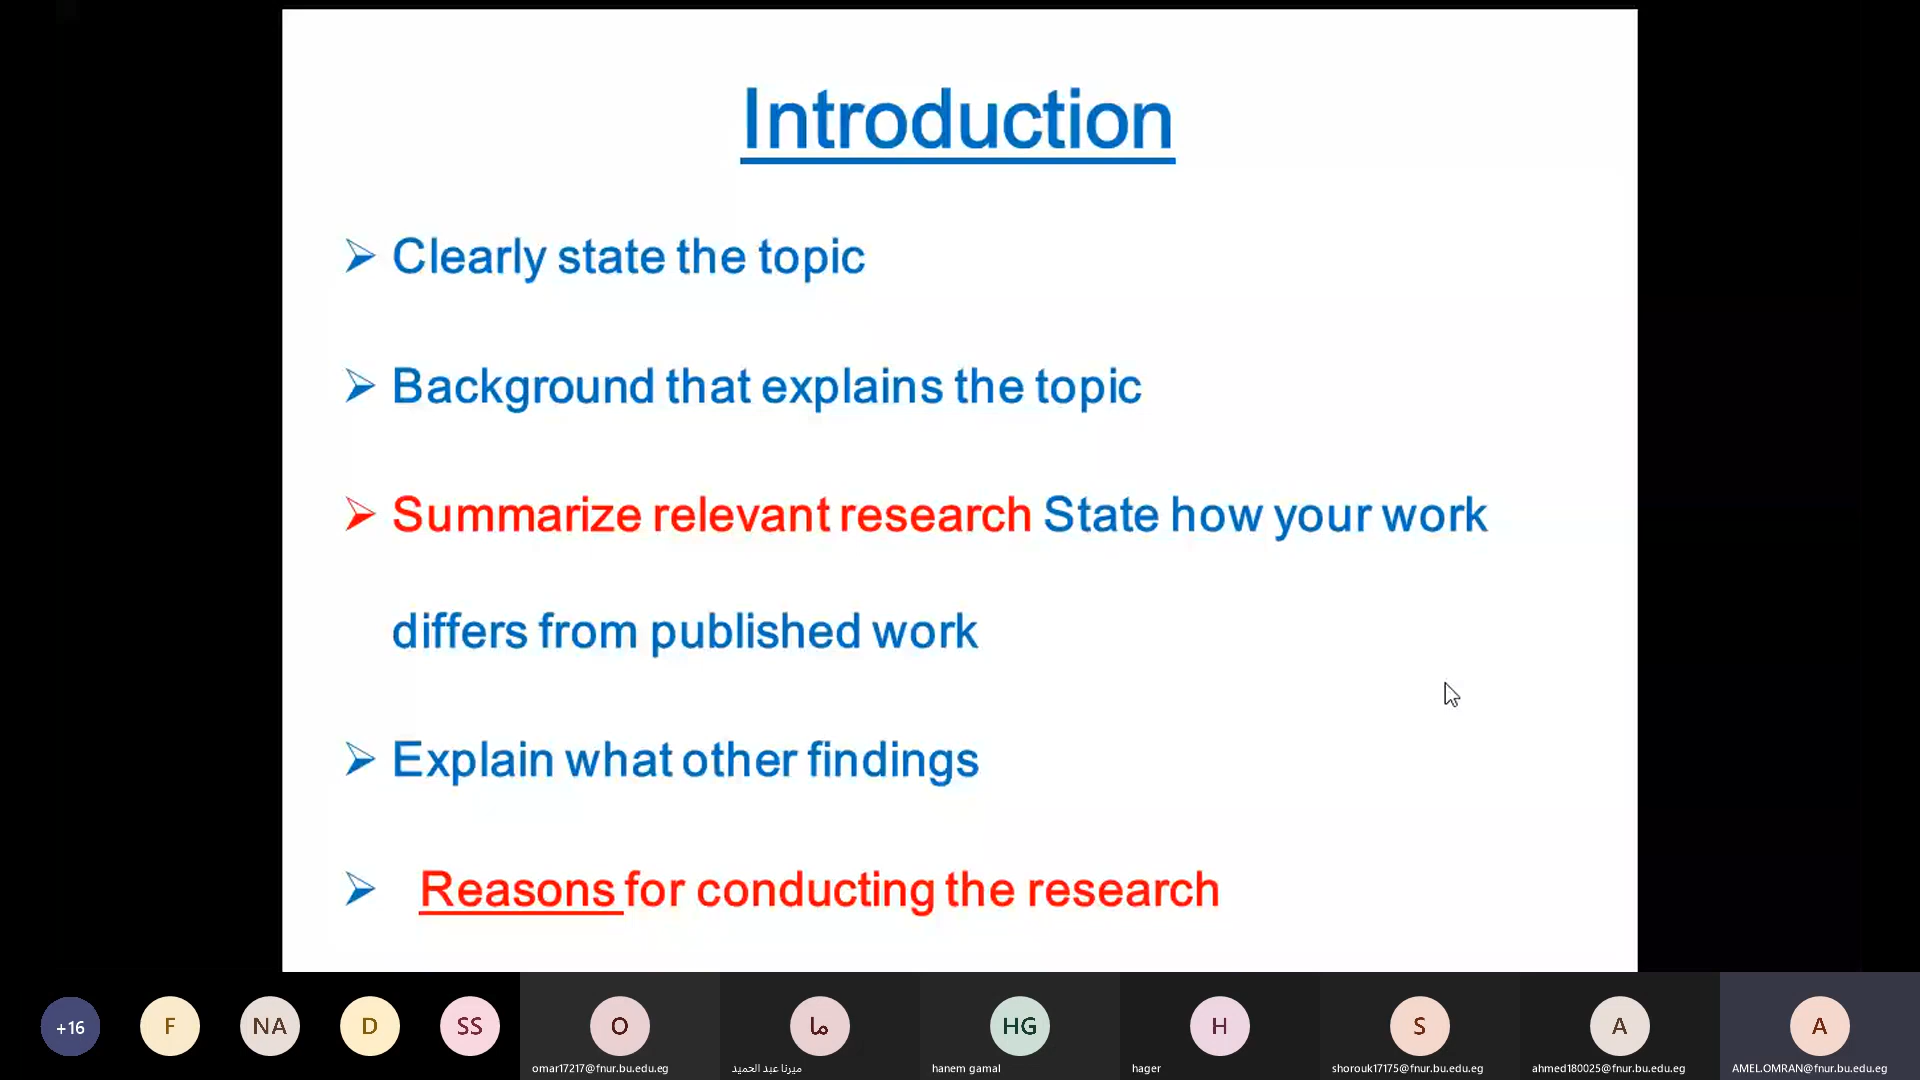 Introduction
Clearly state the topic
Background that explains the topic
Summarize relevant research State how your work
differs from published work
Explain what other findings
Reasons for conducting the research
+16
F
NA
D
SS
O
ما
HG
H
S
A
A
omar17217@fnur.bu.edu.eg
ميرنا عبد الحميد
hanem gamal
hager
shorouk17175@fnur.bu.edu.eg
ahmed180025@fnur.bu.edu.eg
AMEL.OMRAN@fnur.bu.edu.eg